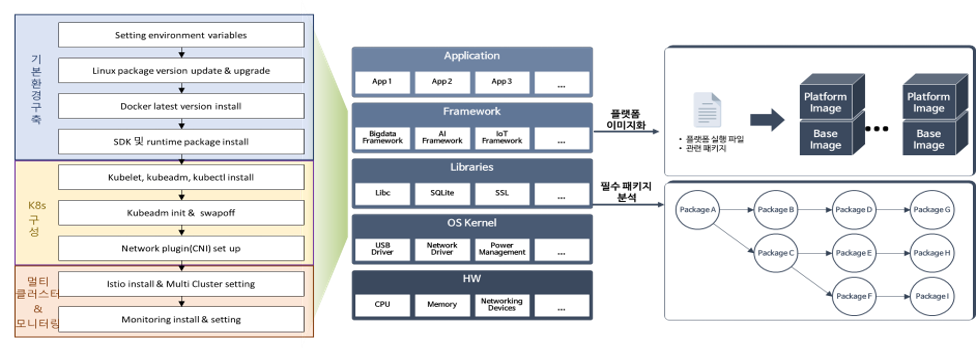 기본환경구축
Setting environment variables
Linux package version update & upgrade
Docker latest version install
SDK 및 runtime package install
K8s
구성
Kubelet, kubeadm, kubectl install
Kubeadm init & swapoff
Network plugin(CNI) set up
멀티
클러스터
&
모니터링
Istio install & Multi Cluster setting
Monitoring install & setting
Application
App 1
App 2
App 3
...
Framework
Bigdata
Framework
AI
Framework
IoT
Framework
...
Libraries
Libc
SQLite
SSL
...
OS Kernel
USB
Driver
Network
Driver
Power
Management
...
HW
CPU
Memory
Networking
Devices
...
플랫폼
이미지화
필수 패키지
분석
• 플랫폼 실행 파일
• 관련 패키지
Platform
Image
Base
Image
•••
Platform
Image
Base
Image
Package A
Package B
Package D
Package G
Package C
Package E
Package H
Package F
Package I